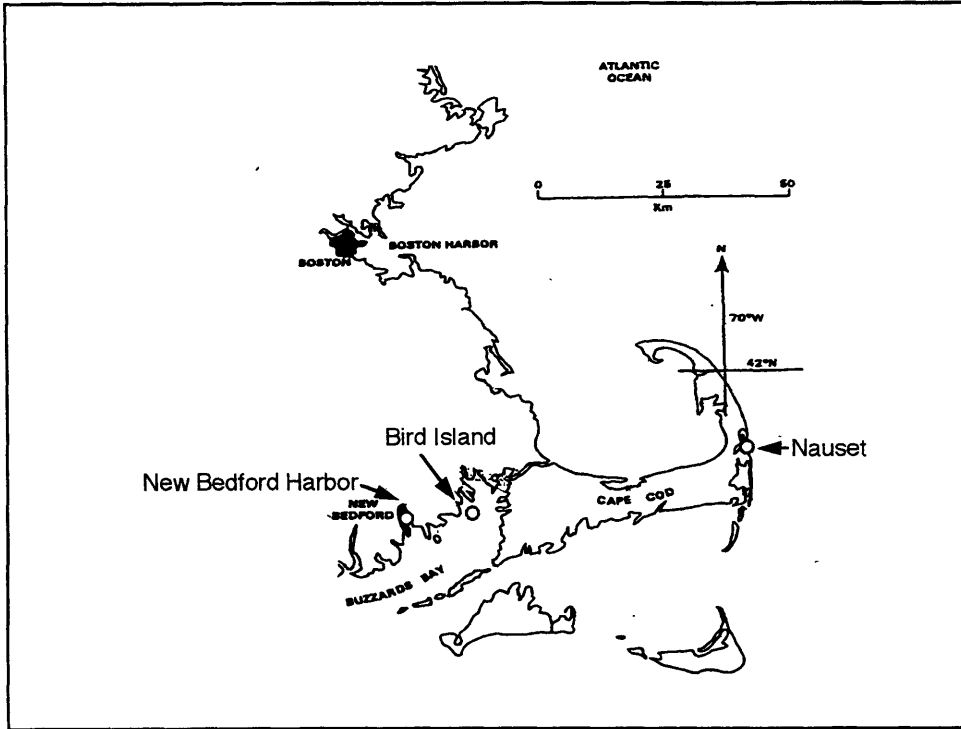 ATLANTIC
OCEAN
0 25 50
Km
BOSTON HARBOR
BOSTON
N
70°W
42°N
Bird Island
Nauset
New Bedford Harbor
CAPE COD
NEW
BEDFORD
BUZZARDS BAY